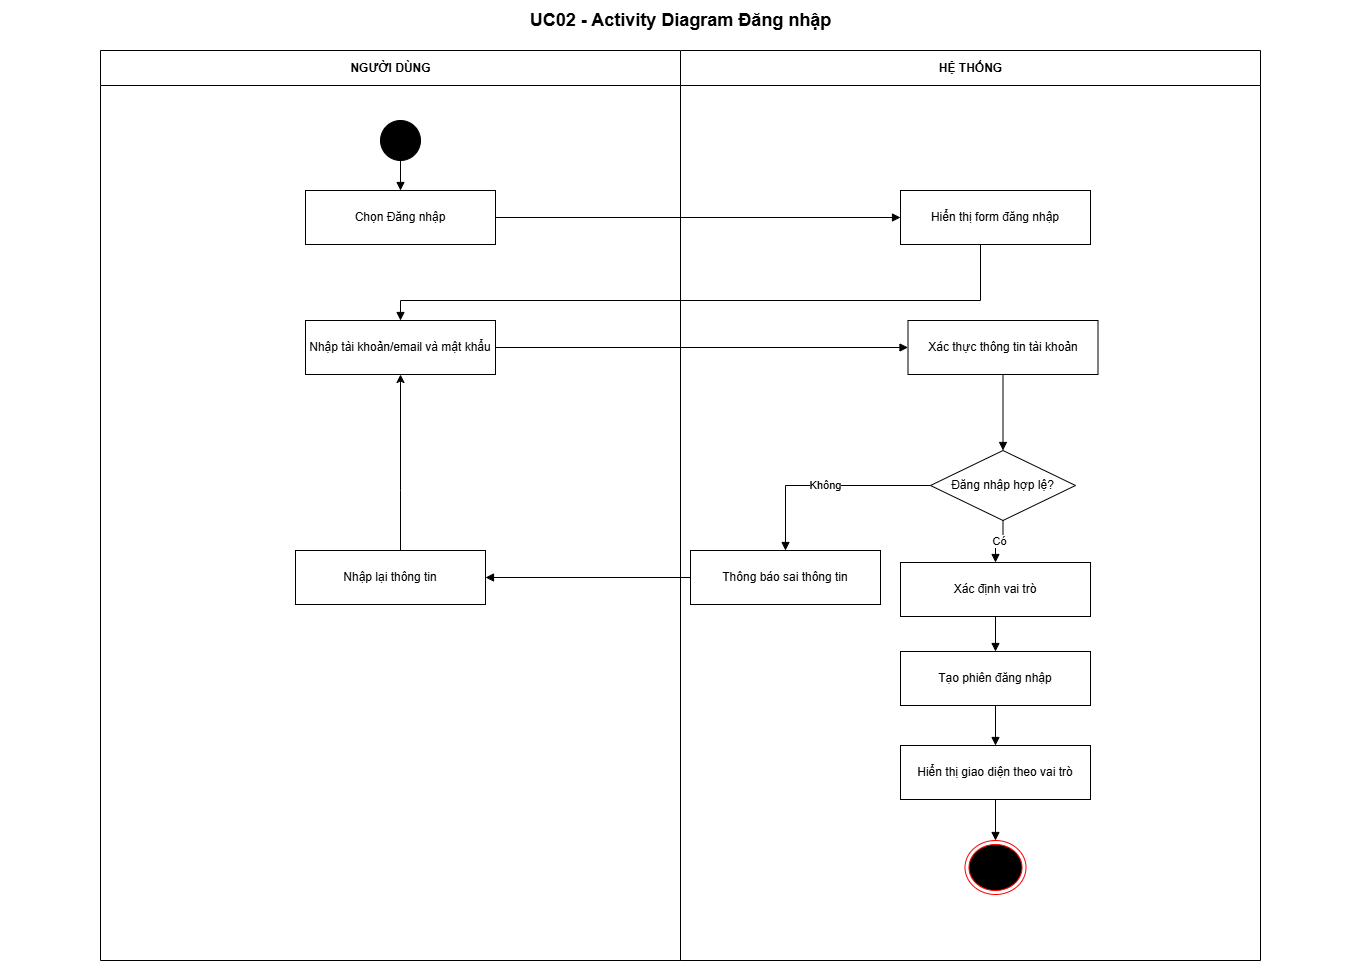 UC02 - Activity Diagram Đăng nhập
NGƯỜI DÙNG
HỆ THỐNG
Chọn Đăng nhập
Hiển thị form đăng nhập
Nhập tài khoản/email và mật khẩu
Xác thực thông tin tài khoản
Đăng nhập hợp lệ?
Không
Có
Nhập lại thông tin
Thông báo sai thông tin
Xác định vai trò
Tạo phiên đăng nhập
Hiển thị giao diện theo vai trò